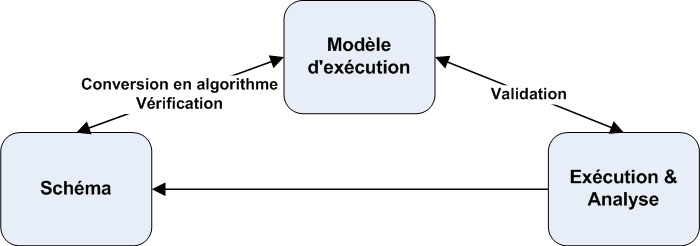 Modèle
d'exécution
Conversion en algorithme
Vérification
Validation
Schéma
Exécution &
Analyse